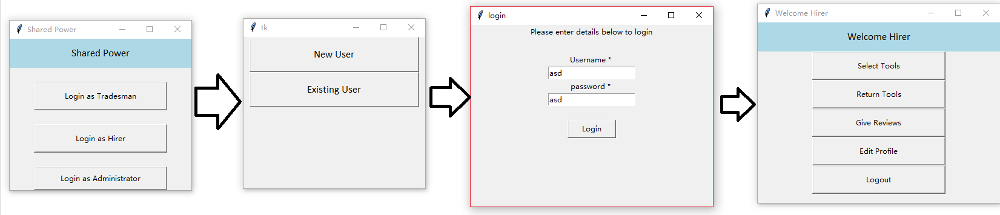 Shared Power
Shared Power
Login as Tradesman
Login as Hirer
Login as Administrator
tk
New User
Existing User
login
Please enter details below to login
Username *
asd
password *
asd
Login
Welcome Hirer
Welcome Hirer
Select Tools
Return Tools
Give Reviews
Edit Profile
Logout